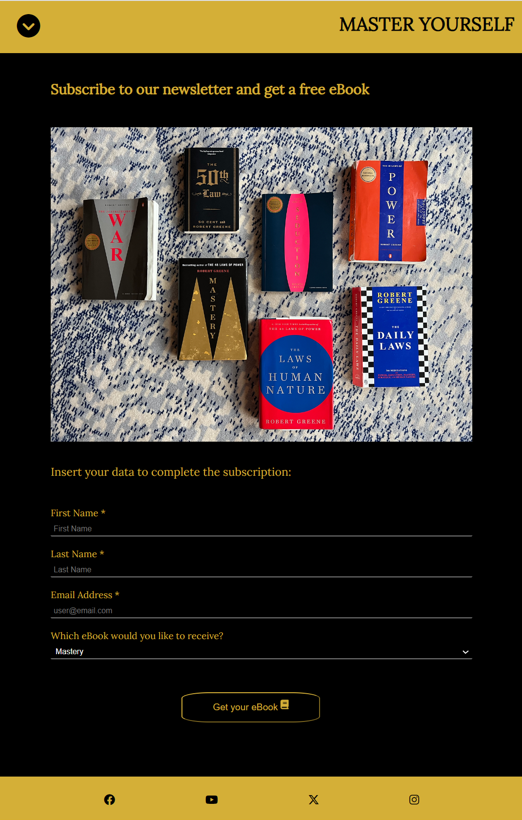 MASTER YOURSELF
Subscribe to our newsletter and get a free eBook
THE
50th
Law
50 CENT and
ROBERT GREENE
WAR
POWER
ROBERT GREENE
MASTERY
ROBERT
GREENE
THE
DAILY
LAWS
THE
LAWS
OF
HUMAN
NATURE
ROBERT GREENE
Insert your data to complete the subscription:
First Name *
First Name
Last Name *
Last Name
Email Address *
user@email.com
Which eBook would you like to receive?
Mastery
Get your eBook